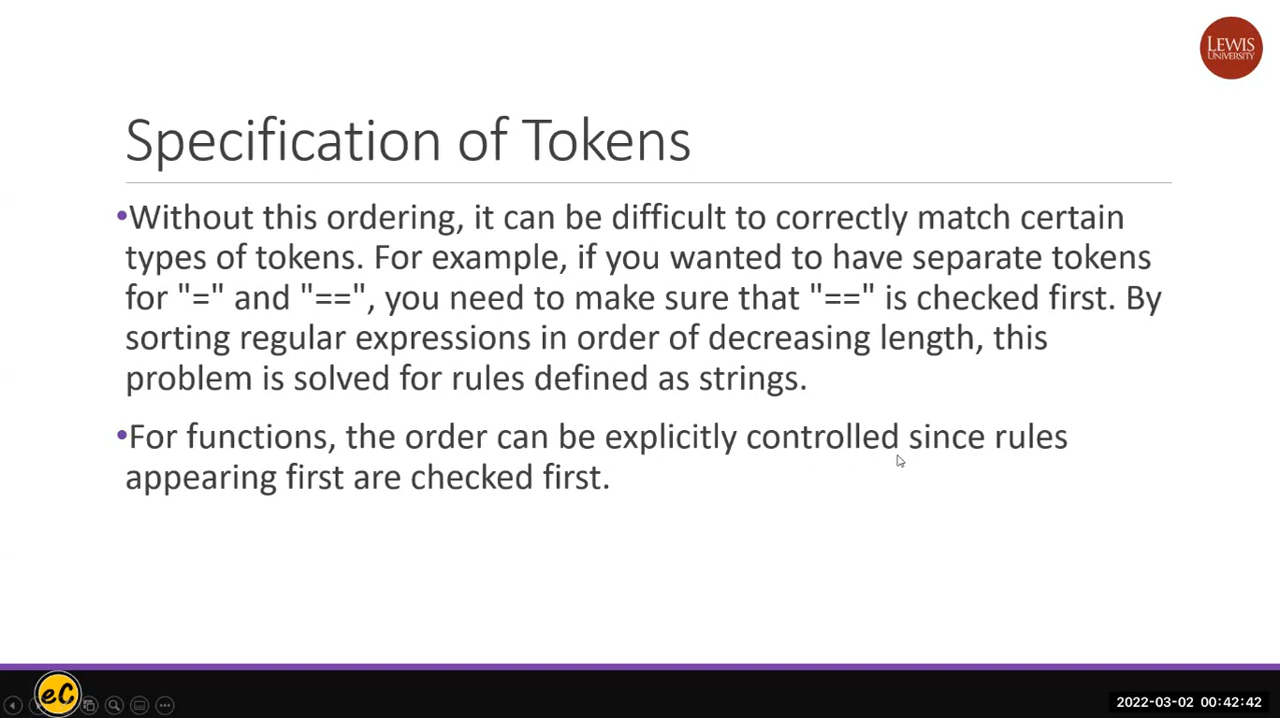 LEWIS
UNIVERSITY
Specification of Tokens
•Without this ordering, it can be difficult to correctly match certain
types of tokens. For example, if you wanted to have separate tokens
for "=" and "==", you need to make sure that "==" is checked first. By
sorting regular expressions in order of decreasing length, this
problem is solved for rules defined as strings.
•For functions, the order can be explicitly controlled since rules
appearing first are checked first.
eC
2022-03-02 00:42:42